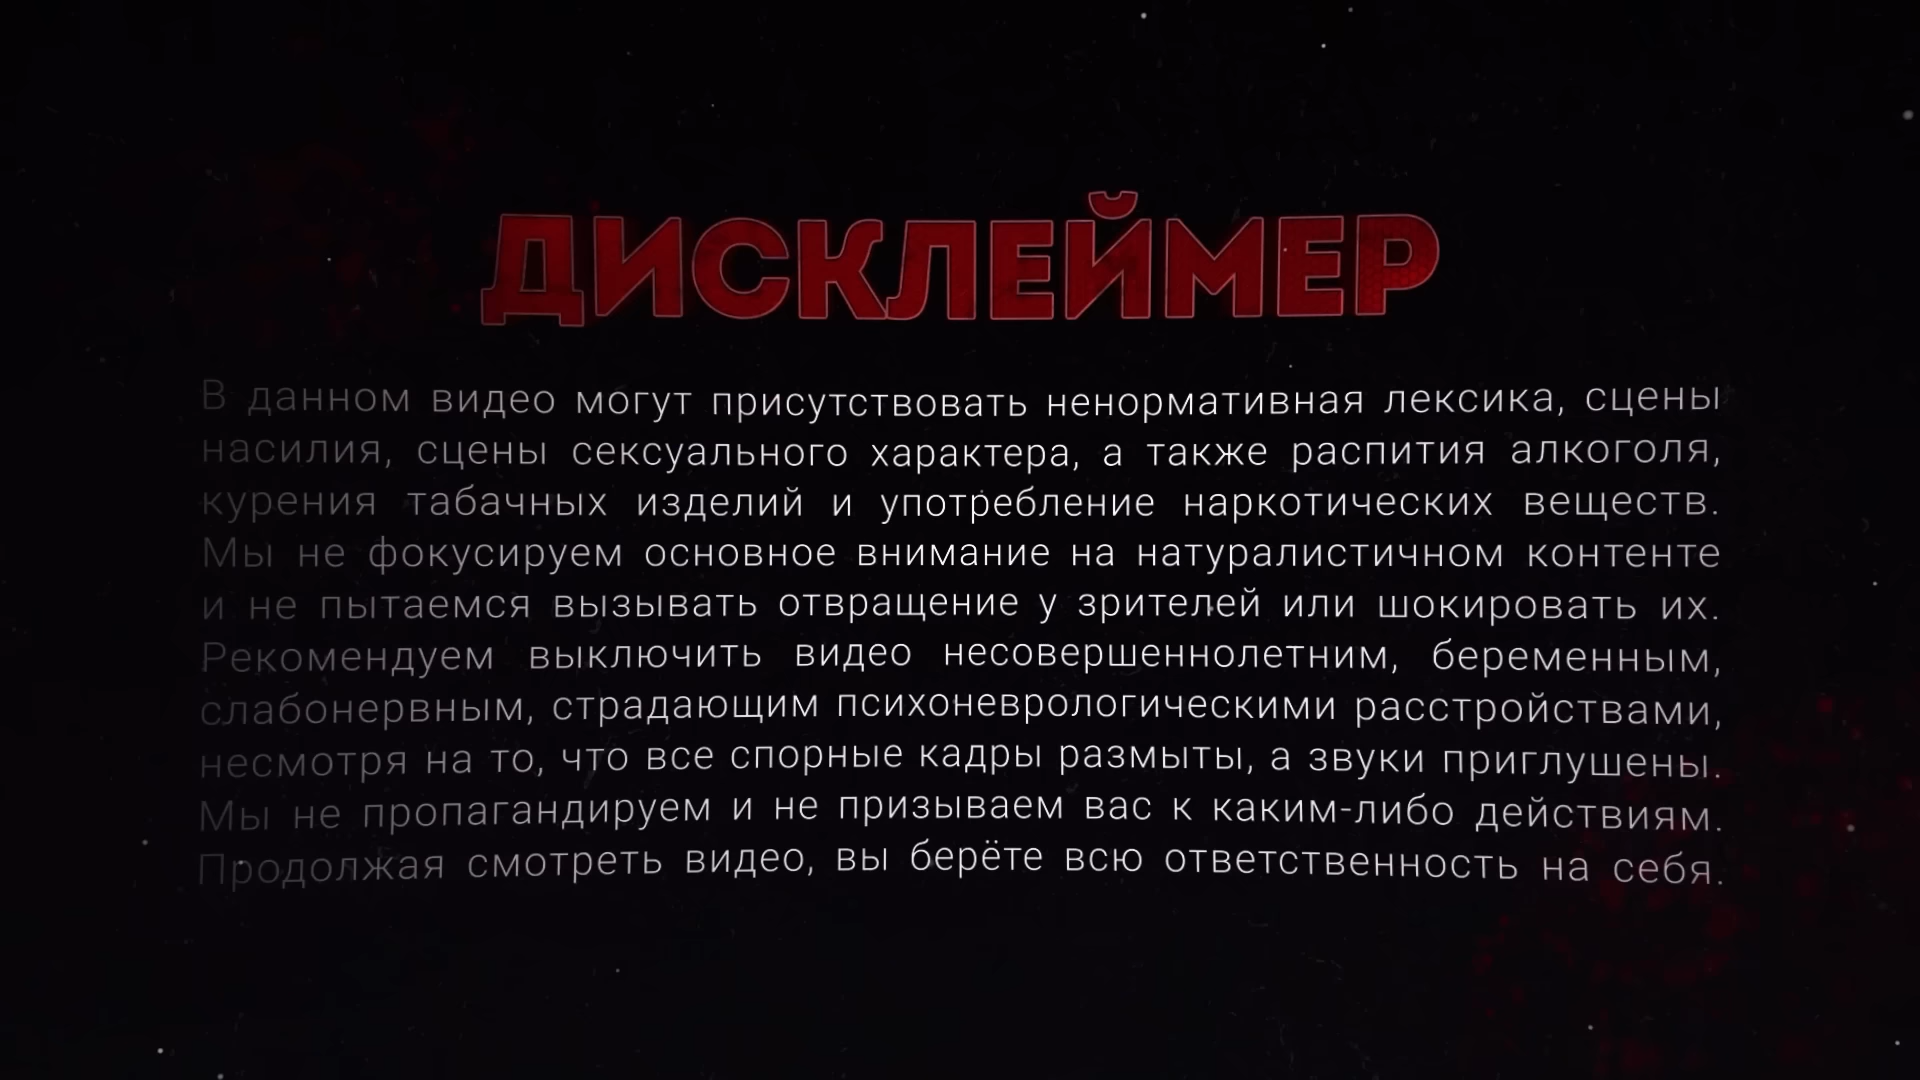 ДИСКЛЕЙМЕР
В данном видео могут присутствовать ненормативная лексика, сцены
насилия, сцены сексуального характера, а также распития алкоголя,
курения табачных изделий и употребление наркотических веществ.
Мы не фокусируем основное внимание на натуралистичном контенте
и не пытаемся вызывать отвращение у зрителей или шокировать их.
Рекомендуем выключить видео несовершеннолетним, беременным,
слабонервным, страдающим психоневрологическими расстройствами,
несмотря на то, что все спорные кадры размыты, а звуки приглушены.
Мы не пропагандируем и не призываем вас к каким-либо действиям.
Продолжая смотреть видео, вы берёте всю ответственность на себя.